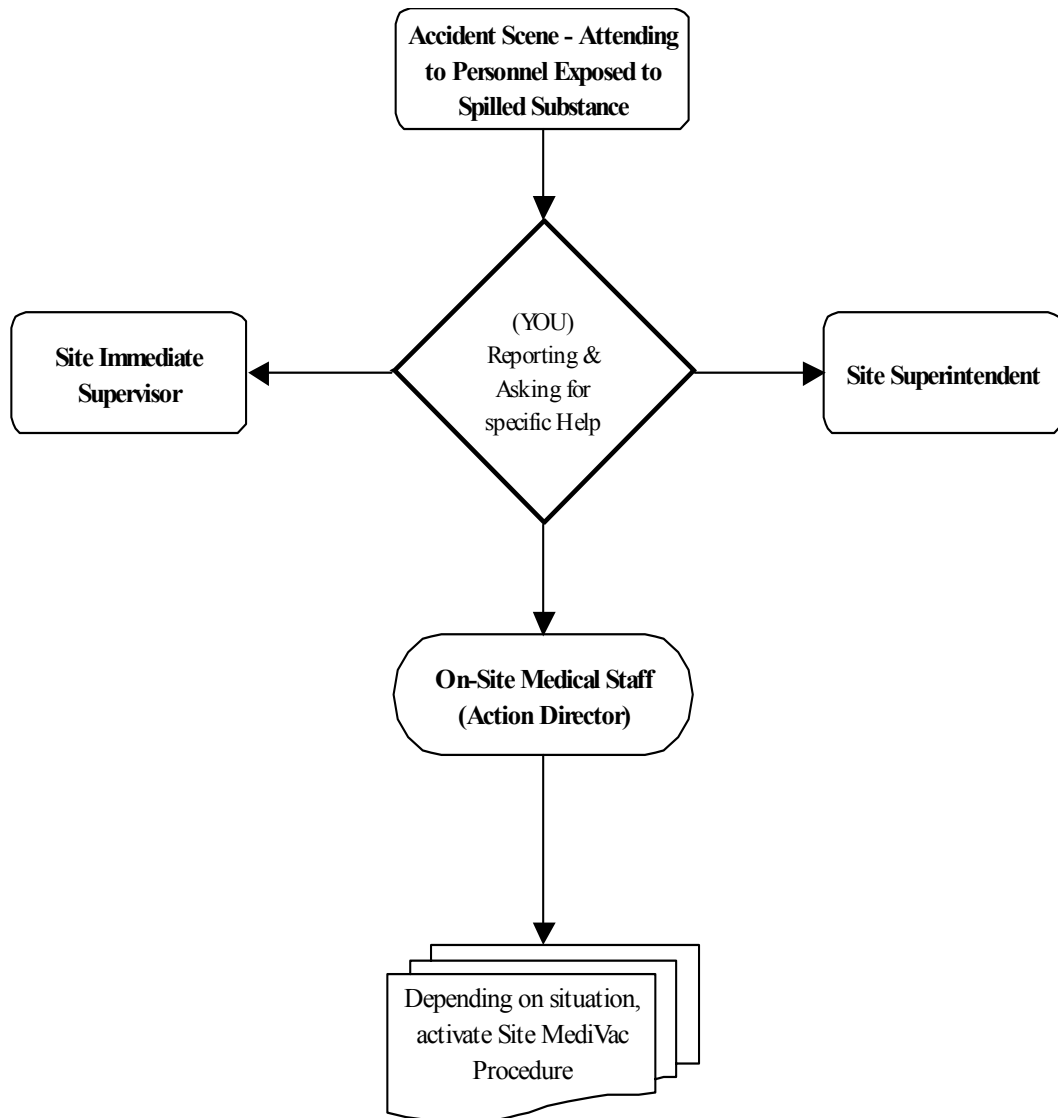 Accident Scene - Attending
to Personnel Exposed to
Spilled Substance
(YOU)
Reporting &
Asking for
specific Help
Site Immediate
Supervisor
Site Superintendent
On-Site Medical Staff
(Action Director)
Depending on situation,
activate Site MediVac
Procedure